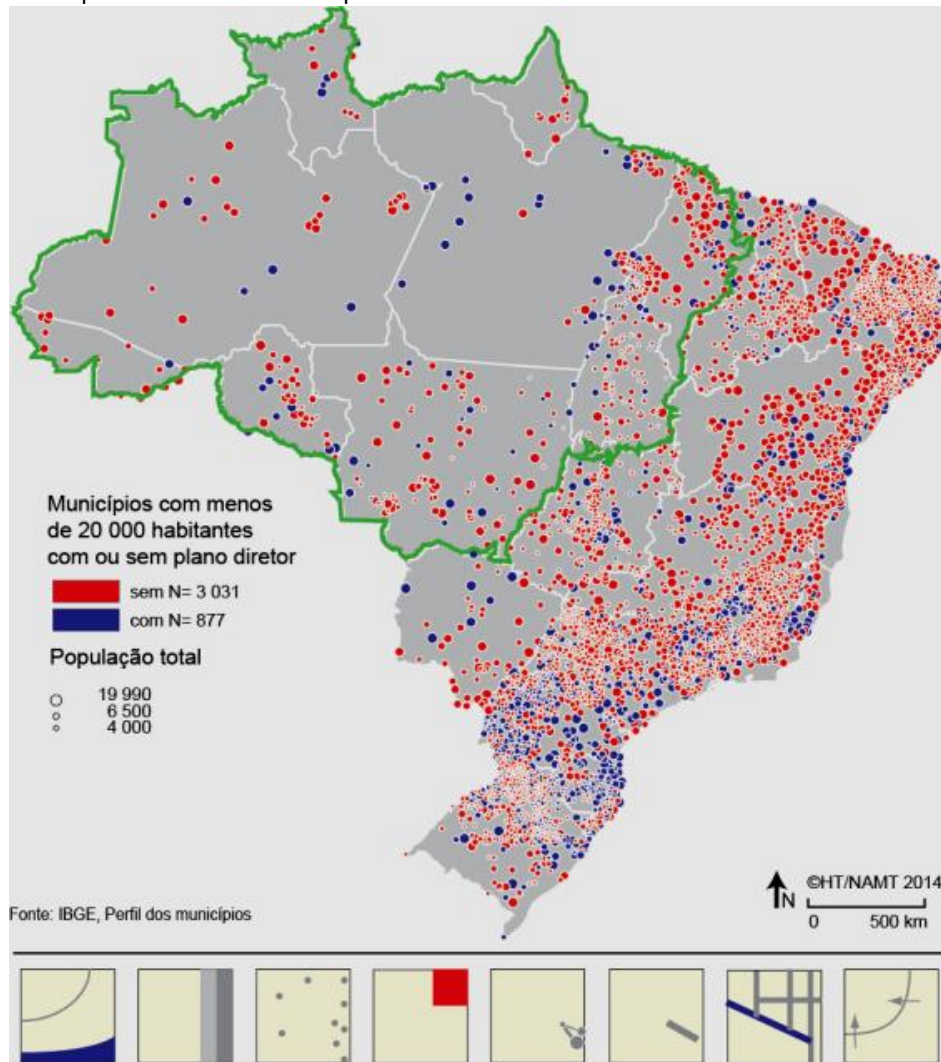 Municípios com menos
de 20 000 habitantes
com ou sem plano diretor
sem N= 3 031
com N= 877
População total
19 990
6 500
4 000
N
©HT/NAMT 2014
0 500 km
Fonte: IBGE, Perfil dos municípios